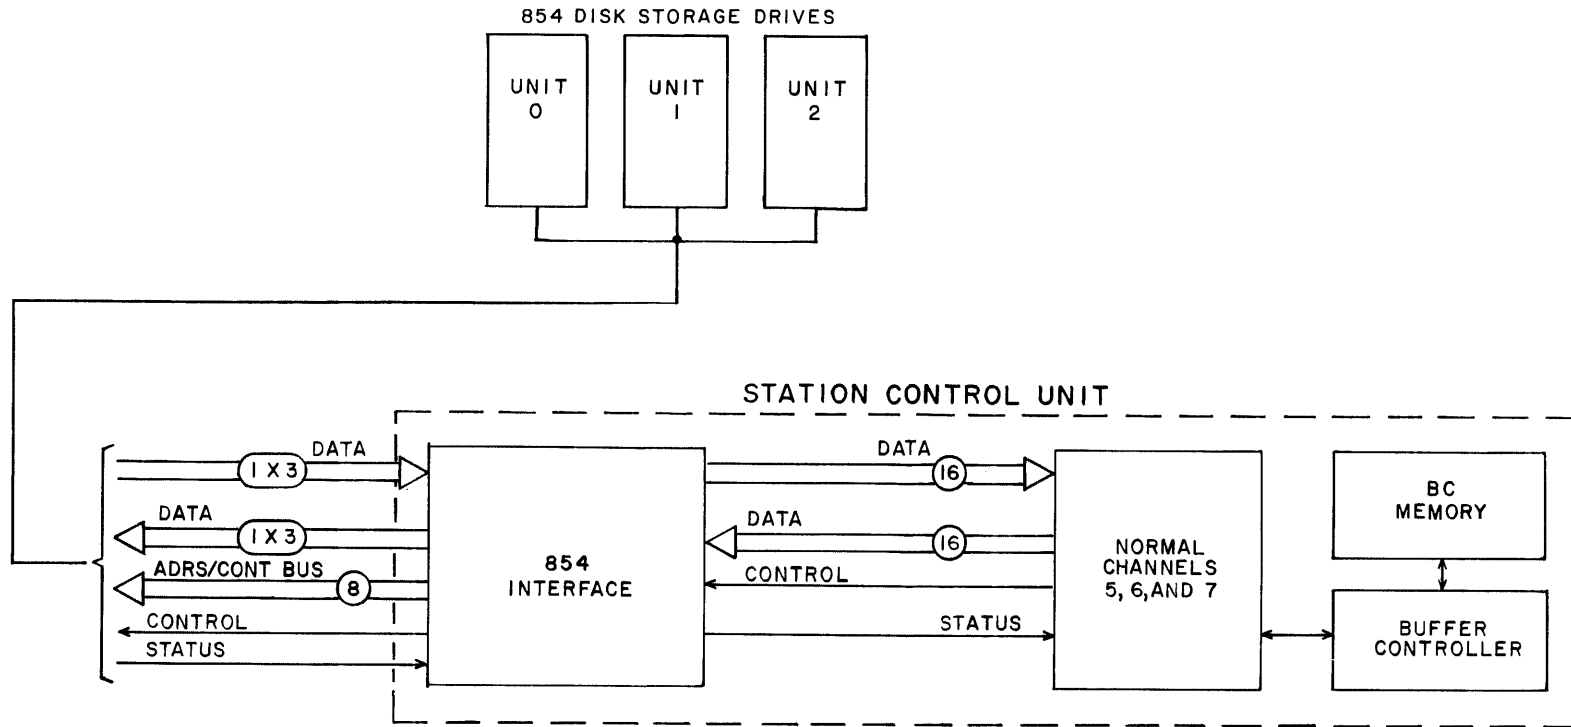 854 DISK STORAGE DRIVES
UNIT
0
UNIT
1
UNIT
2
STATION CONTROL UNIT
DATA
1 X 3
DATA
1 X 3
ADRS/CONT BUS
8
CONTROL
STATUS
854
INTERFACE
DATA
16
DATA
16
CONTROL
STATUS
NORMAL
CHANNELS
5, 6, AND 7
BC
MEMORY
BUFFER
CONTROLLER